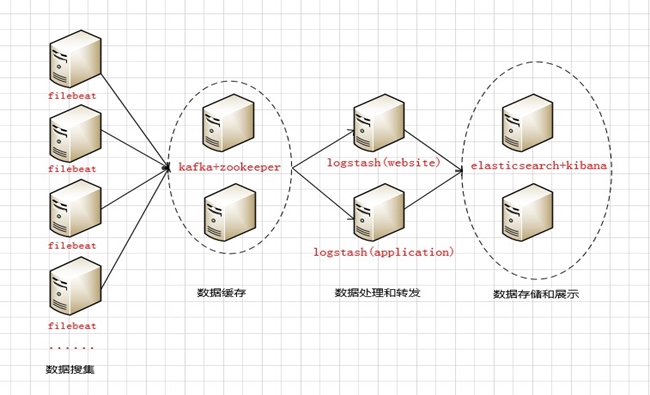 filebeat
filebeat
filebeat
filebeat
......
数据搜集
kafka+zookeeper
数据缓存
logstash(website)
logstash(application)
数据处理和转发
elasticsearch+kibana
数据存储和展示